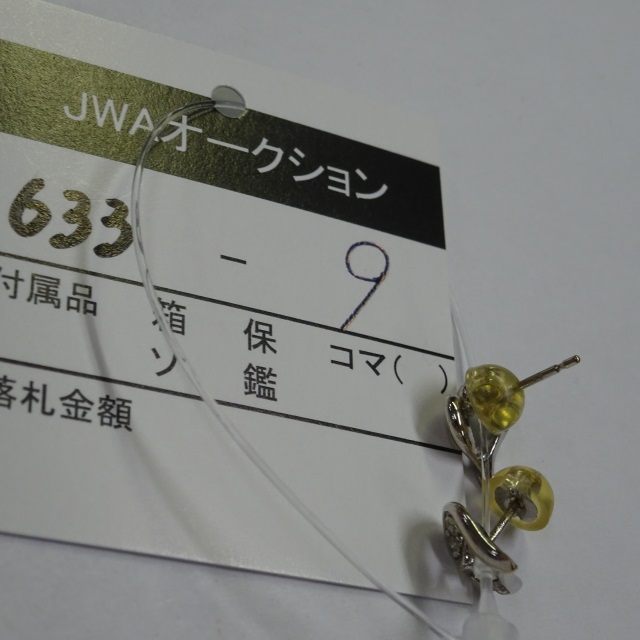 JWAオークション
633 - 9
付属品 箱 保 コマ( )
ソ 鑑
落札金額